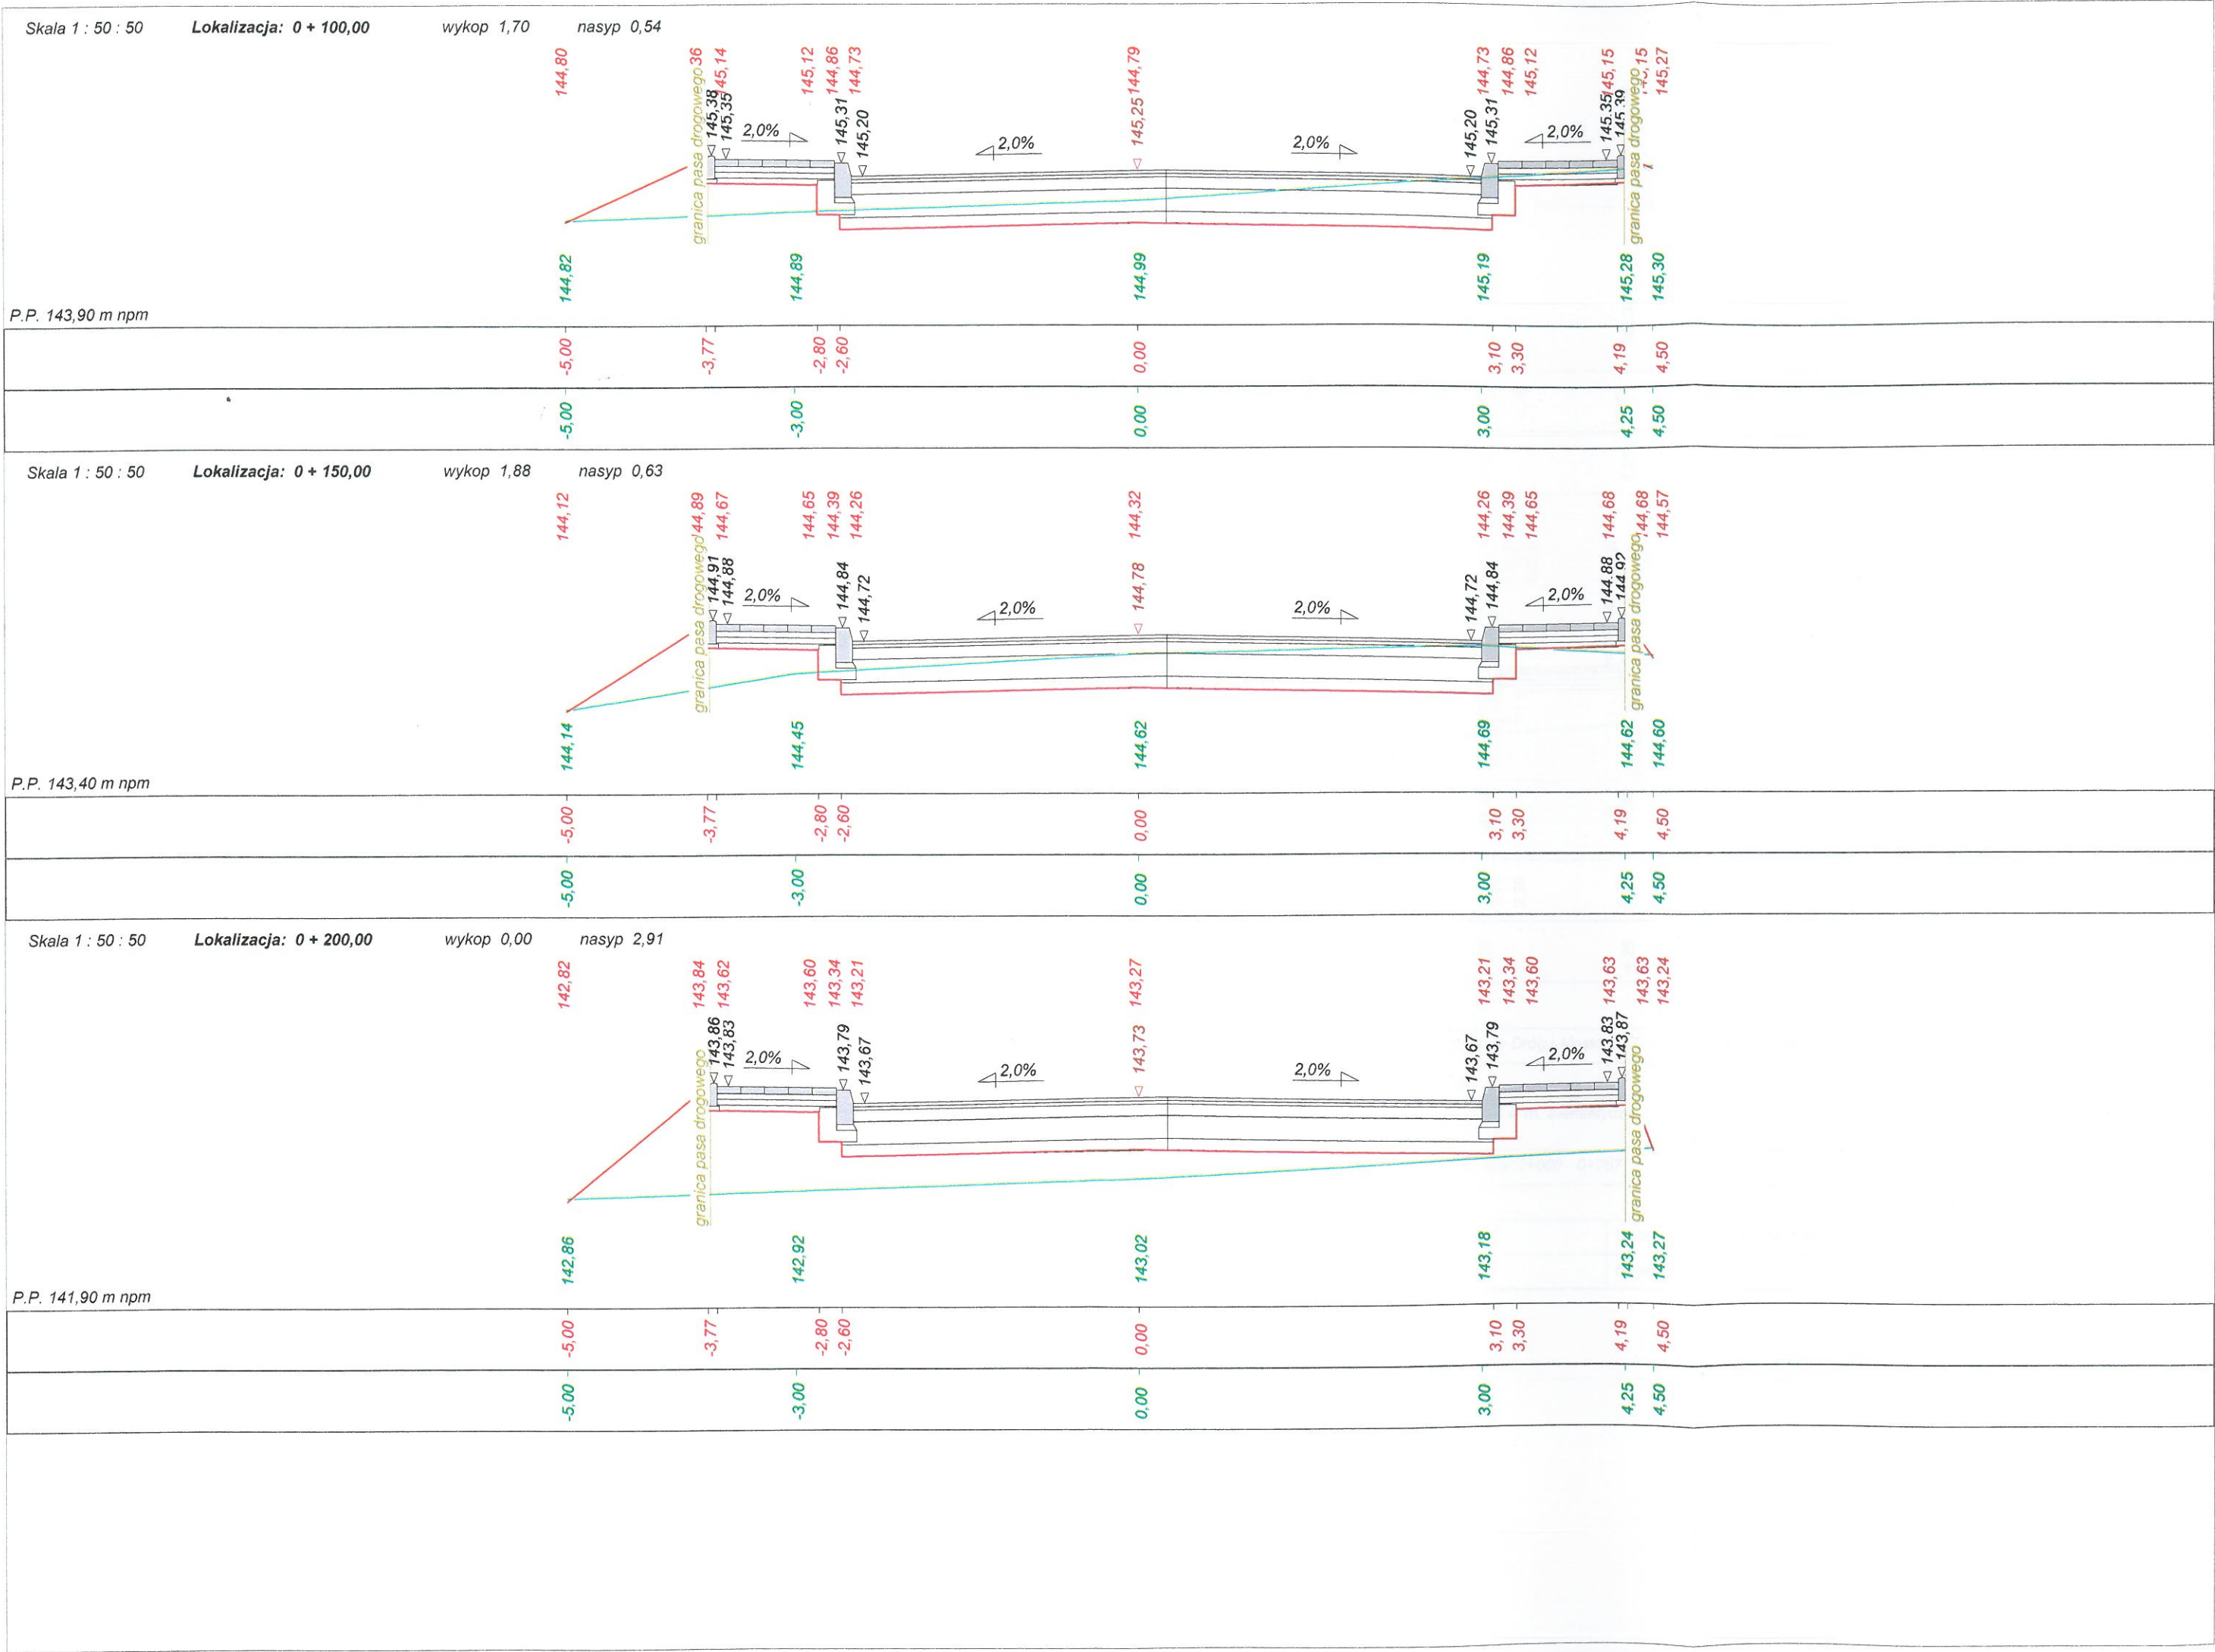 Skala 1 : 50 : 50 Lokalizacja: 0 + 100,00 wykop 1,70 nasyp 0,54
144,80 36 145,14 145,12 144,86 144,73 144,79 144,73 144,86 145,12 145,15 15 145,27
granica pasa drogowego 145,38 145,35 145,31 145,20 145,25 145,20 145,31 145,35 145,39 granica pasa drogowego
2,0% 2,0% 2,0% 2,0%
144,82 144,89 144,99 145,19 145,28 145,30
P.P. 143,90 m npm
-5,00 -3,77 -2,80 -2,60 0,00 3,10 3,30 4,19 4,50
-5,00 -3,00 0,00 3,00 4,25 4,50
Skala 1 : 50 : 50 Lokalizacja: 0 + 150,00 wykop 1,88 nasyp 0,63
144,12 144,89 144,67 144,65 144,39 144,26 144,32 144,26 144,39 144,65 144,68 144,68 144,57
granica pasa drogowego 144,91 144,88 144,84 144,72 144,78 144,72 144,84 144,88 144,92 granica pasa drogowego
2,0% 2,0% 2,0% 2,0%
144,14 144,45 144,62 144,69 144,62 144,60
P.P. 143,40 m npm
-5,00 -3,77 -2,80 -2,60 0,00 3,10 3,30 4,19 4,50
-5,00 -3,00 0,00 3,00 4,25 4,50
Skala 1 : 50 : 50 Lokalizacja: 0 + 200,00 wykop 0,00 nasyp 2,91
142,82 143,84 143,62 143,60 143,34 143,21 143,27 143,21 143,34 143,60 143,63 143,63 143,24
granica pasa drogowego 143,86 143,83 143,79 143,67 143,73 143,67 143,79 143,83 143,87 granica pasa drogowego
2,0% 2,0% 2,0% 2,0%
142,86 142,92 143,02 143,18 143,24 143,27
P.P. 141,90 m npm
-5,00 -3,77 -2,80 -2,60 0,00 3,10 3,30 4,19 4,50
-5,00 -3,00 0,00 3,00 4,25 4,50